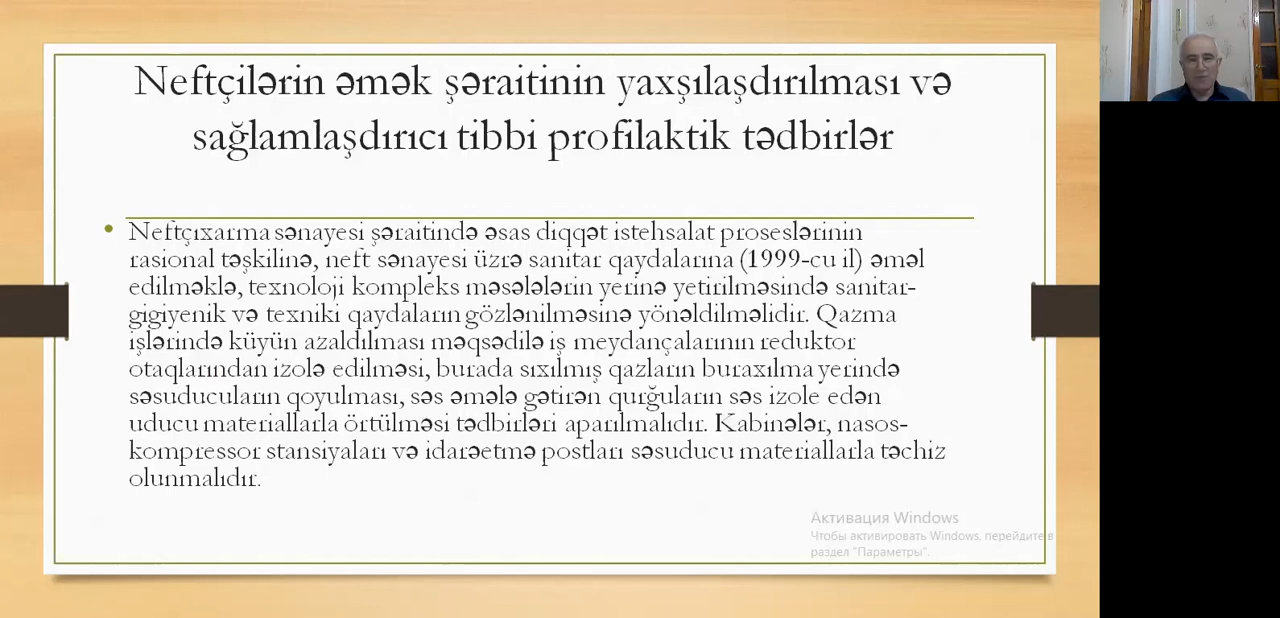 Neftçilərin əmək şəraitinin yaxşılaşdırılması və
sağlamlaşdırıcı tibbi profilaktik tədbirlər
• Neftçıxarma sənayesi şəraitində əsas diqqət istehsalat proseslərinin
rasional təşkilinə, neft sənayesi üzrə sanitar qaydalarına (1999-cu il) əməl
edilməklə, texnoloji kompleks məsələlərin yerinə yetirilməsində sanitar-
gigiyenik və texniki qaydaların gözlənilməsinə yönəldilməlidir. Qazma
işlərində küyün azaldılması məqsədilə iş meydançalarının reduktor
otaqlarından izolə edilməsi, burada sıxılmış qazların buraxılma yerində
səsuducuların qoyulması, səs əmələ gətirən qurğuların səs izole edən
uducu materiallarla örtülməsi tədbirləri aparılmalıdır. Kabinələr, nasos-
kompressor stansiyaları və idarəetmə postları səsuducu materiallarla təchiz
olunmalıdır.
Активация Windows
Чтобы активировать Windows, перейдите в
раздел "Параметры".